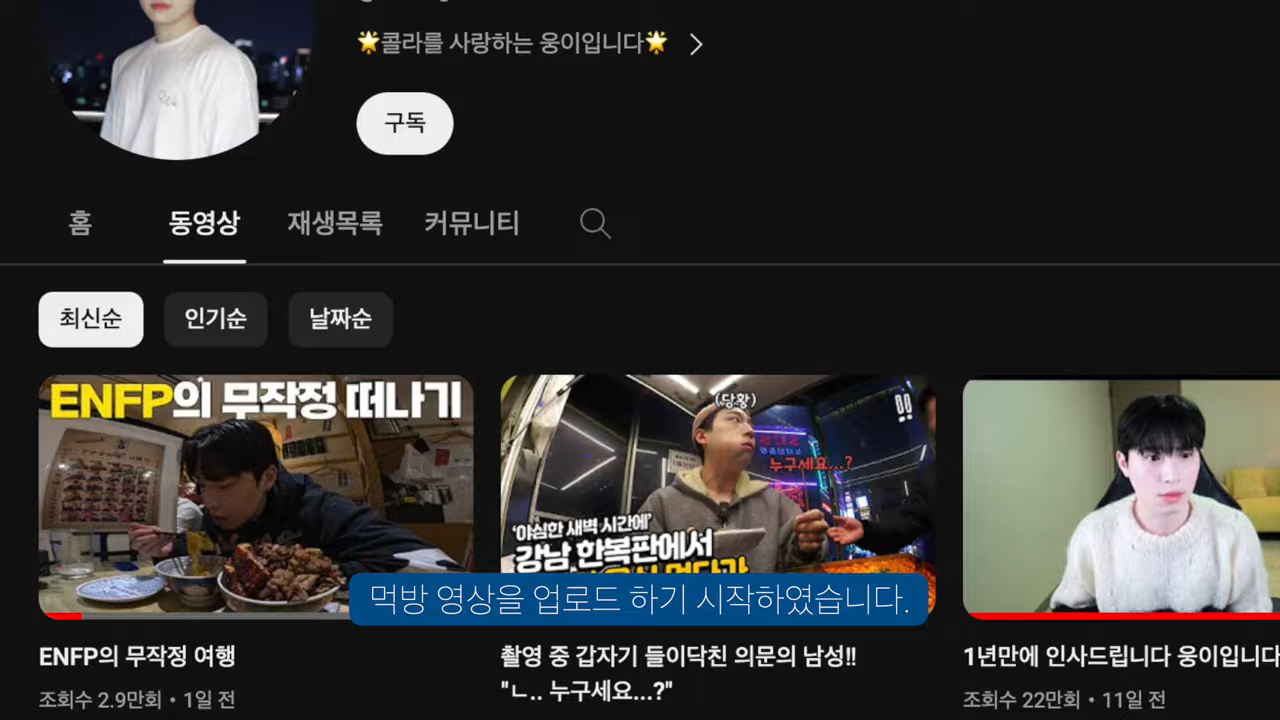 🌟콜라를 사랑하는 웅이입니다🌟
구독
홈 동영상 재생목록 커뮤니티
최신순 인기순 날짜순
ENFP의 무작정 떠나기
(당황)
!!
누구세요...?
'야심한 새벽 시간에'
강남 한복판에서
먹방 영상을 업로드 하기 시작하였습니다.
ENFP의 무작정 여행
조회수 2.9만회 • 1일 전
촬영 중 갑자기 들이닥친 의문의 남성!!
"ㄴ.. 누구세요...?"
1년만에 인사드립니다 웅이입니다
조회수 22만회 • 11일 전